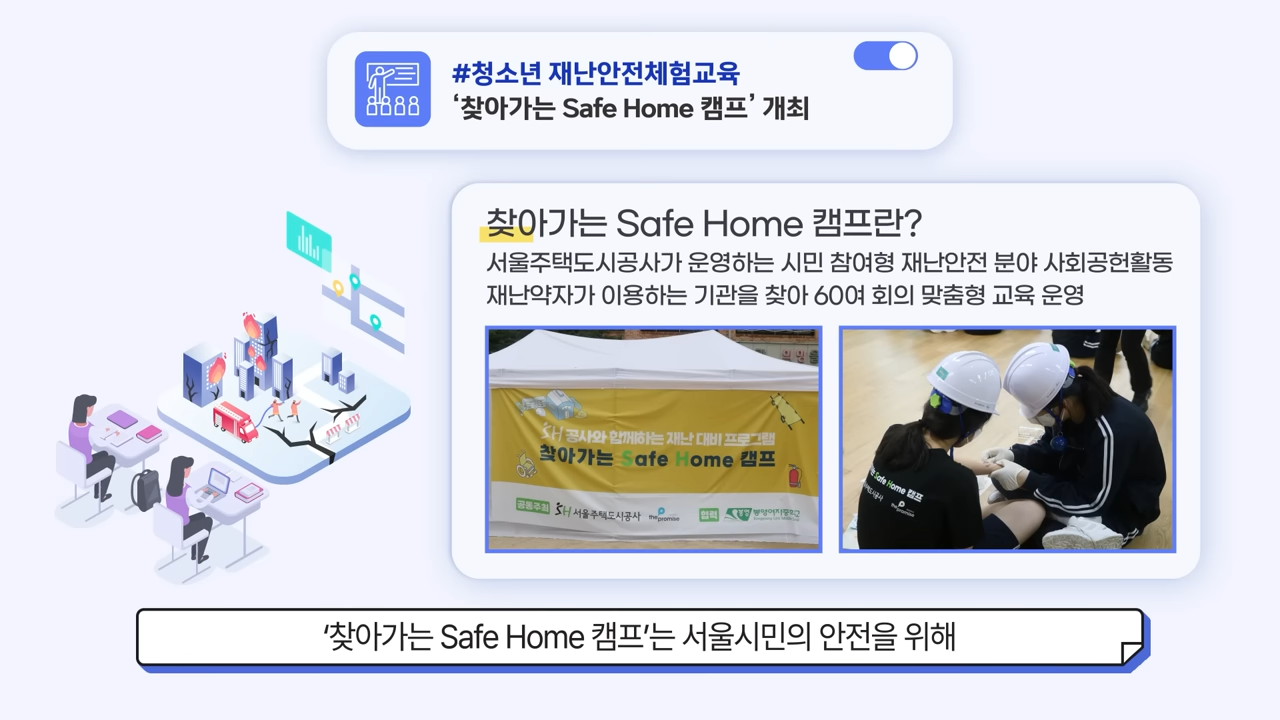 #청소년 재난안전체험교육
‘찾아가는 Safe Home 캠프’ 개최
찾아가는 Safe Home 캠프란?
서울주택도시공사가 운영하는 시민 참여형 재난안전 분야 사회공헌활동
재난약자가 이용하는 기관을 찾아 60여 회의 맞춤형 교육 운영
SH 공사와 함께하는 재난 대비 프로그램
찾아가는 Safe Home 캠프
공동주최 SH 서울주택도시공사 the promise 협력
Safe Home 캠프
the promise
‘찾아가는 Safe Home 캠프’는 서울시민의 안전을 위해